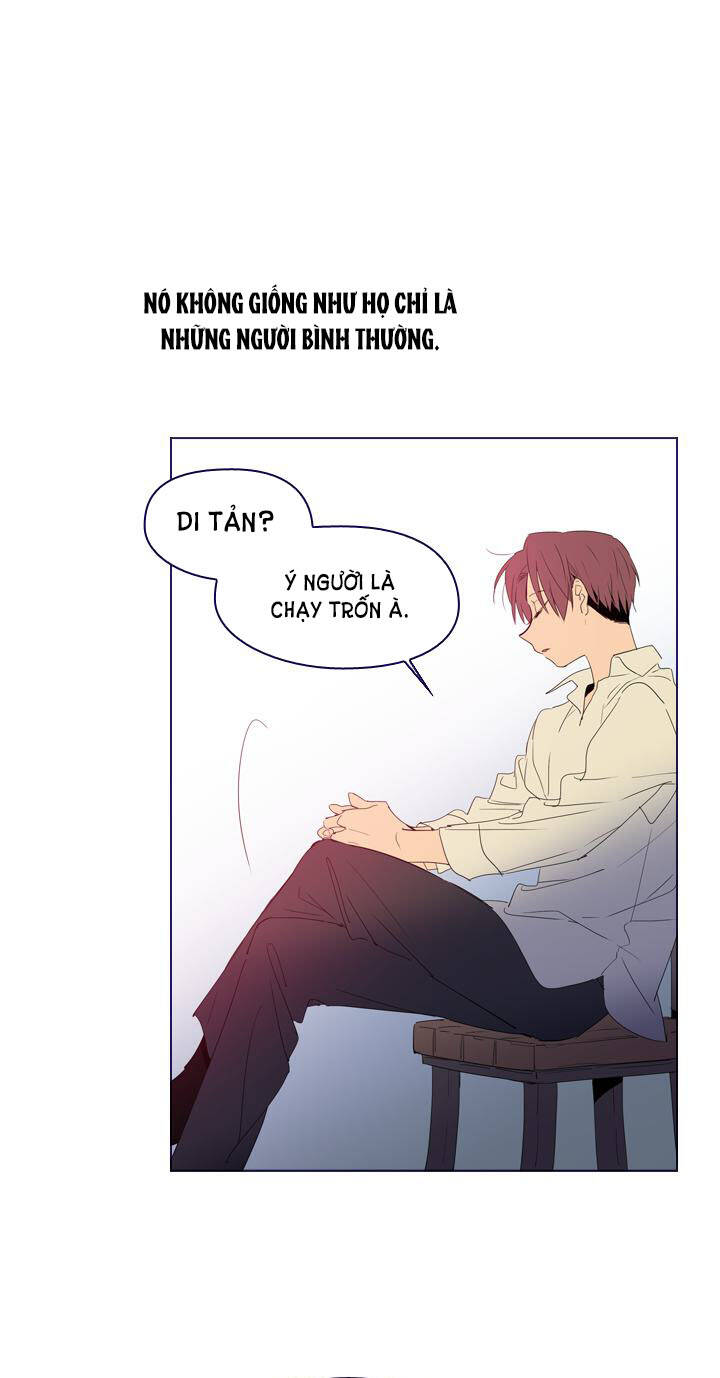 NÓ KHÔNG GIỐNG NHƯ HỌ CHỈ LÀ
NHỮNG NGƯỜI BÌNH THƯỜNG.
DI TẢN?
Ý NGƯỜI LÀ
CHẠY TRỐN À.